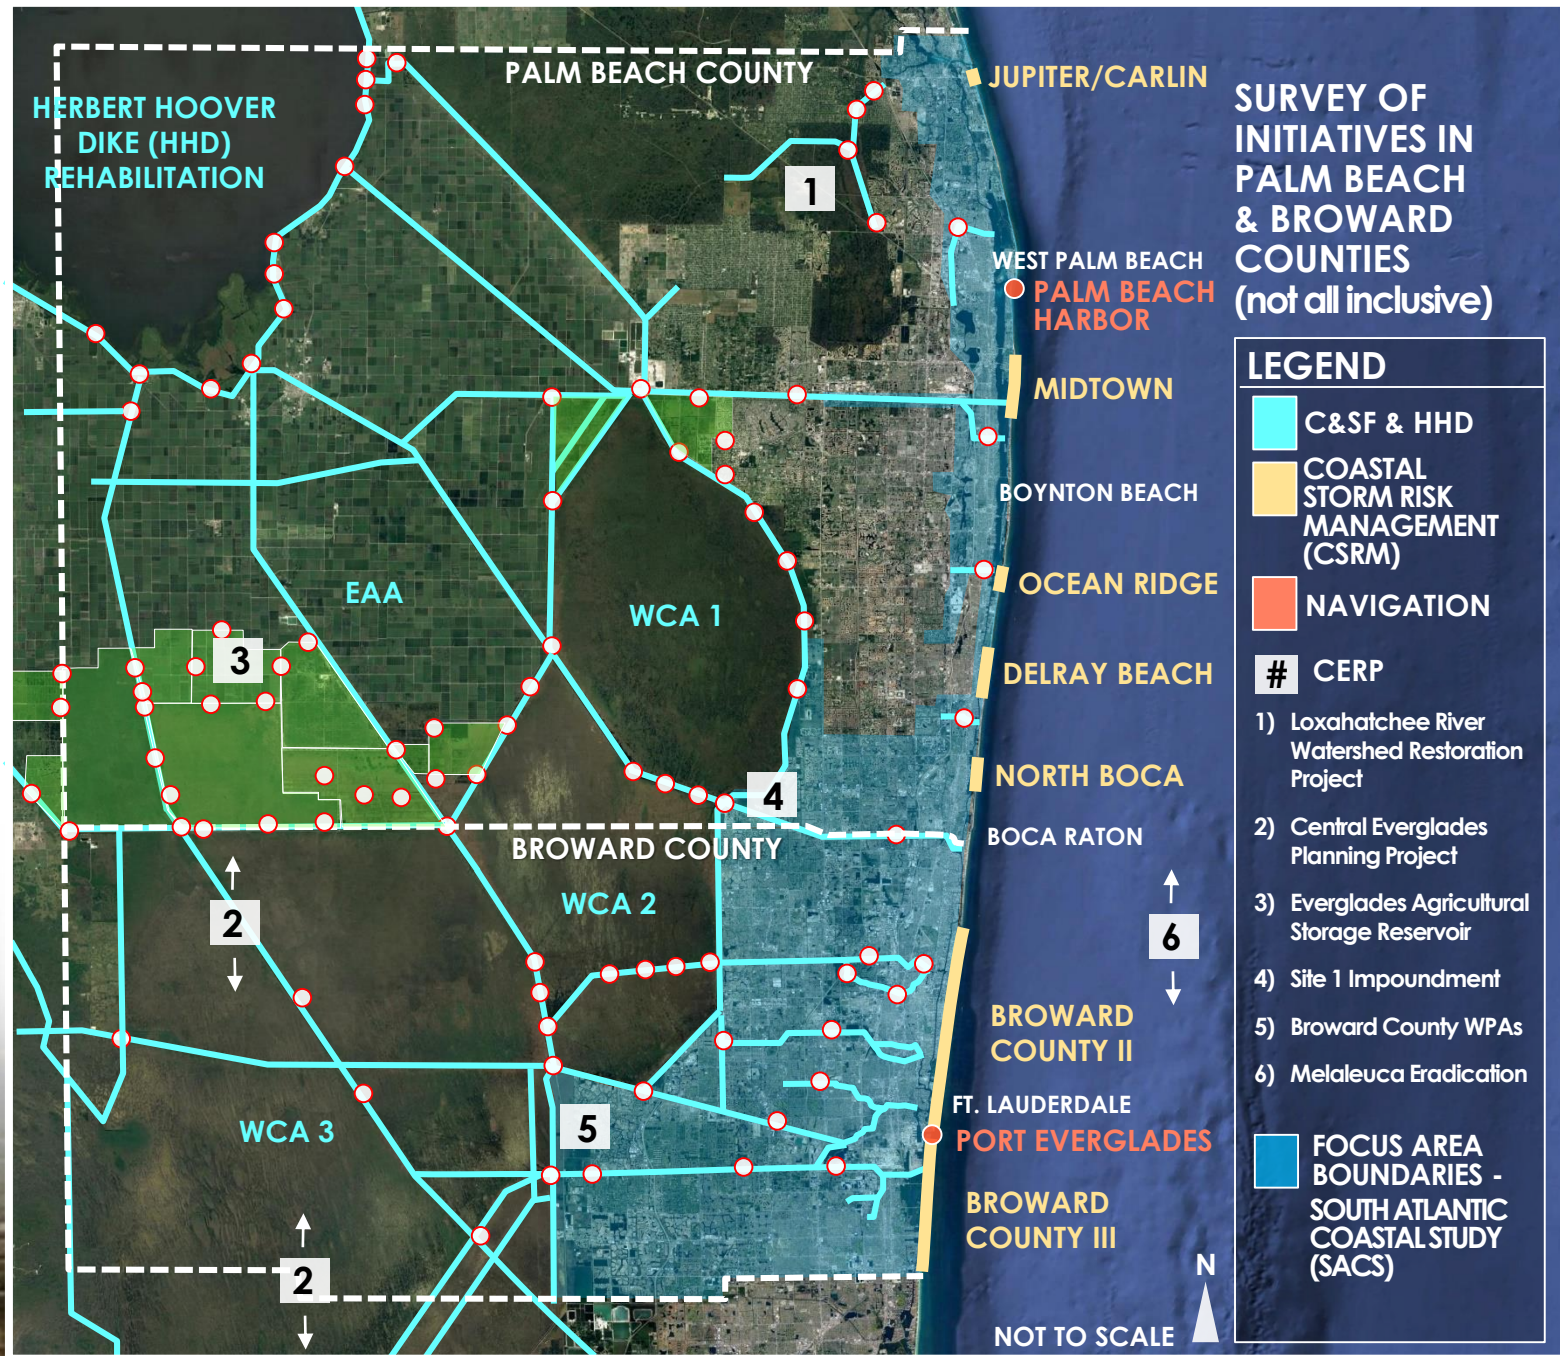 PALM BEACH COUNTY
HERBERT HOOVER
DIKE (HHD)
REHABILITATION
JUPITER/CARLIN
1
WEST PALM BEACH
PALM BEACH
HARBOR
MIDTOWN
BOYNTON BEACH
EAA
WCA 1
OCEAN RIDGE
3
DELRAY BEACH
NORTH BOCA
4
BOCA RATON
BROWARD COUNTY
WCA 2
2
6
BROWARD
COUNTY II
FT. LAUDERDALE
5
WCA 3
PORT EVERGLADES
BROWARD
COUNTY III
2
N
NOT TO SCALE
SURVEY OF
INITIATIVES IN
PALM BEACH
& BROWARD
COUNTIES
(not all inclusive)
LEGEND
C&SF & HHD
COASTAL
STORM RISK
MANAGEMENT
(CSRM)
NAVIGATION
# CERP
1) Loxahatchee River
Watershed Restoration
Project
2) Central Everglades
Planning Project
3) Everglades Agricultural
Storage Reservoir
4) Site 1 Impoundment
5) Broward County WPAs
6) Melaleuca Eradication
FOCUS AREA
BOUNDARIES -
SOUTH ATLANTIC
COASTAL STUDY
(SACS)